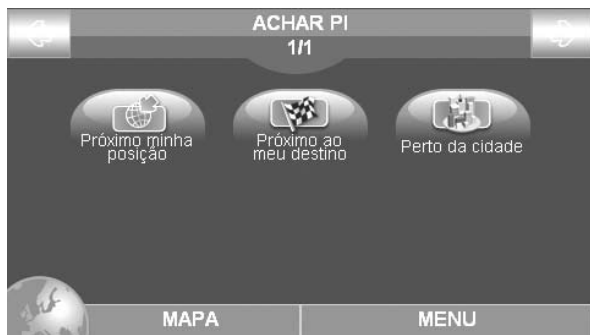 ACHAR PI
1/1
Próximo minha
posição
Próximo ao
meu destino
Perto da cidade
MAPA
MENU